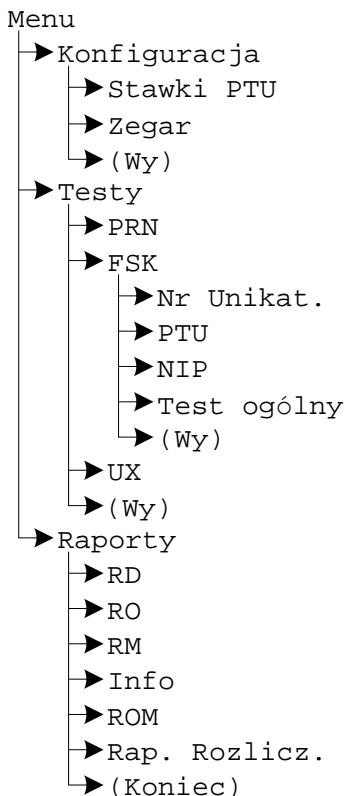 Menu
Konfiguracja
Stawki PTU
Zegar
(Wy)
Testy
PRN
FSK
Nr Unikat.
PTU
NIP
Test ogólny
(Wy)
UX
(Wy)
Raporty
RD
RO
RM
Info
ROM
Rap. Rozlicz.
(Koniec)